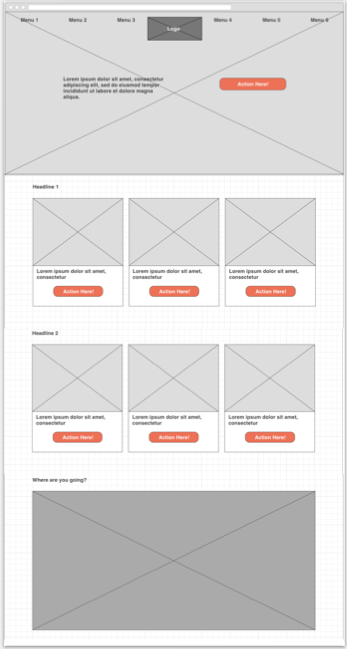 Menu 1 Menu 2 Menu 3 Logo Menu 4 Menu 5 Menu 6
Lorem ipsum dolor sit amet, consectetur
adipiscing elit, sed do eiusmod tempor
incididunt ut labore et dolore magna
aliqua.
Action Here!
Headline 1
Lorem ipsum dolor sit amet,
consectetur
Action Here!
Lorem ipsum dolor sit amet,
consectetur
Action Here!
Lorem ipsum dolor sit amet,
consectetur
Action Here!
Headline 2
Lorem ipsum dolor sit amet,
consectetur
Action Here!
Lorem ipsum dolor sit amet,
consectetur
Action Here!
Lorem ipsum dolor sit amet,
consectetur
Action Here!
Where are you going?